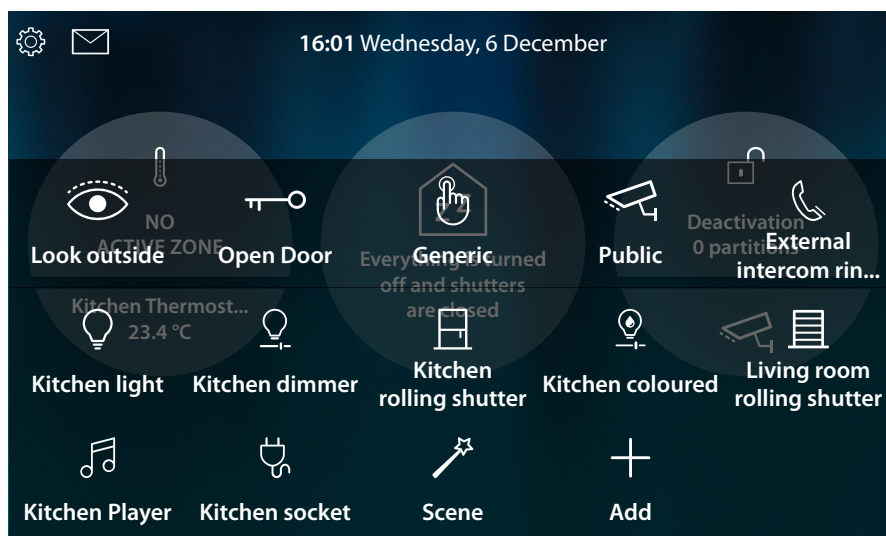 16:01 Wednesday, 6 December
NO
ACTIVE ZONE
Deactivation
0 partitions
Everything is turned
off and shutters
are closed
Kitchen Thermost...
23.4 °C
Look outside
Open Door
Generic
Public
External
intercom rin...
Kitchen light
Kitchen dimmer
Kitchen
rolling shutter
Kitchen coloured
Living room
rolling shutter
Kitchen Player
Kitchen socket
Scene
Add